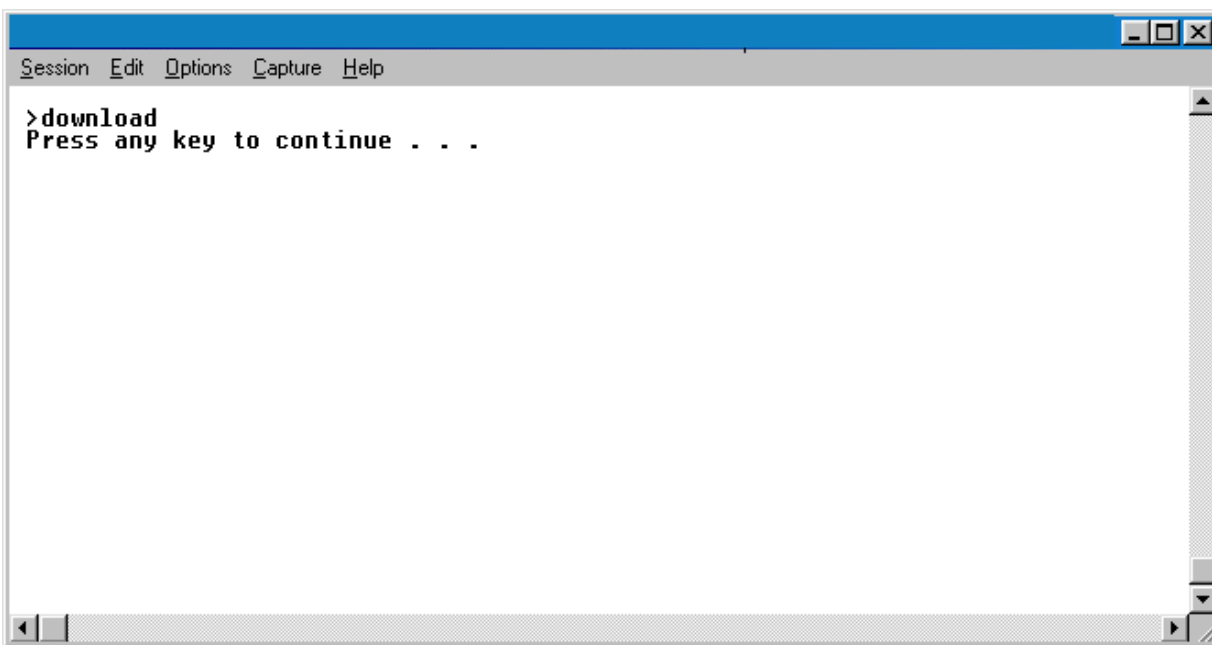 Session Edit Options Capture Help
>download
Press any key to continue . . .